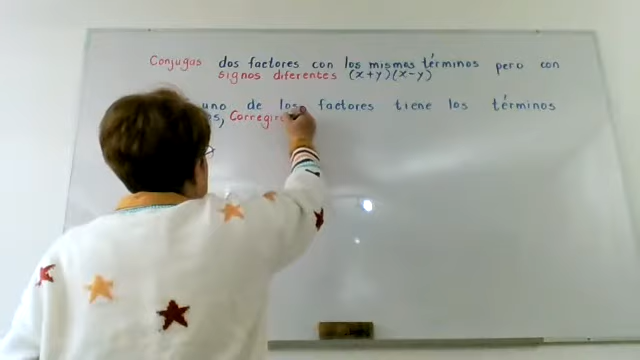 Conjugas dos factores con los mismos términos pero con
signos diferentes (x+y)(x-y)
uno de los factores tiene los términos
os, Corregir